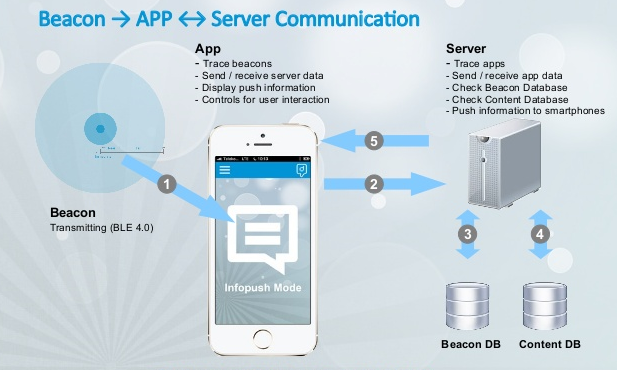 Beacon → APP ↔ Server Communication
App
- Trace beacons
- Send / receive server data
- Display push information
- Controls for user interaction
Server
- Trace apps
- Send / receive app data
- Check Beacon Database
- Check Content Database
- Push information to smartphones
5
1
2
Beacon
Transmitting (BLE 4.0)
3
4
Infopush Mode
Beacon DB
Content DB